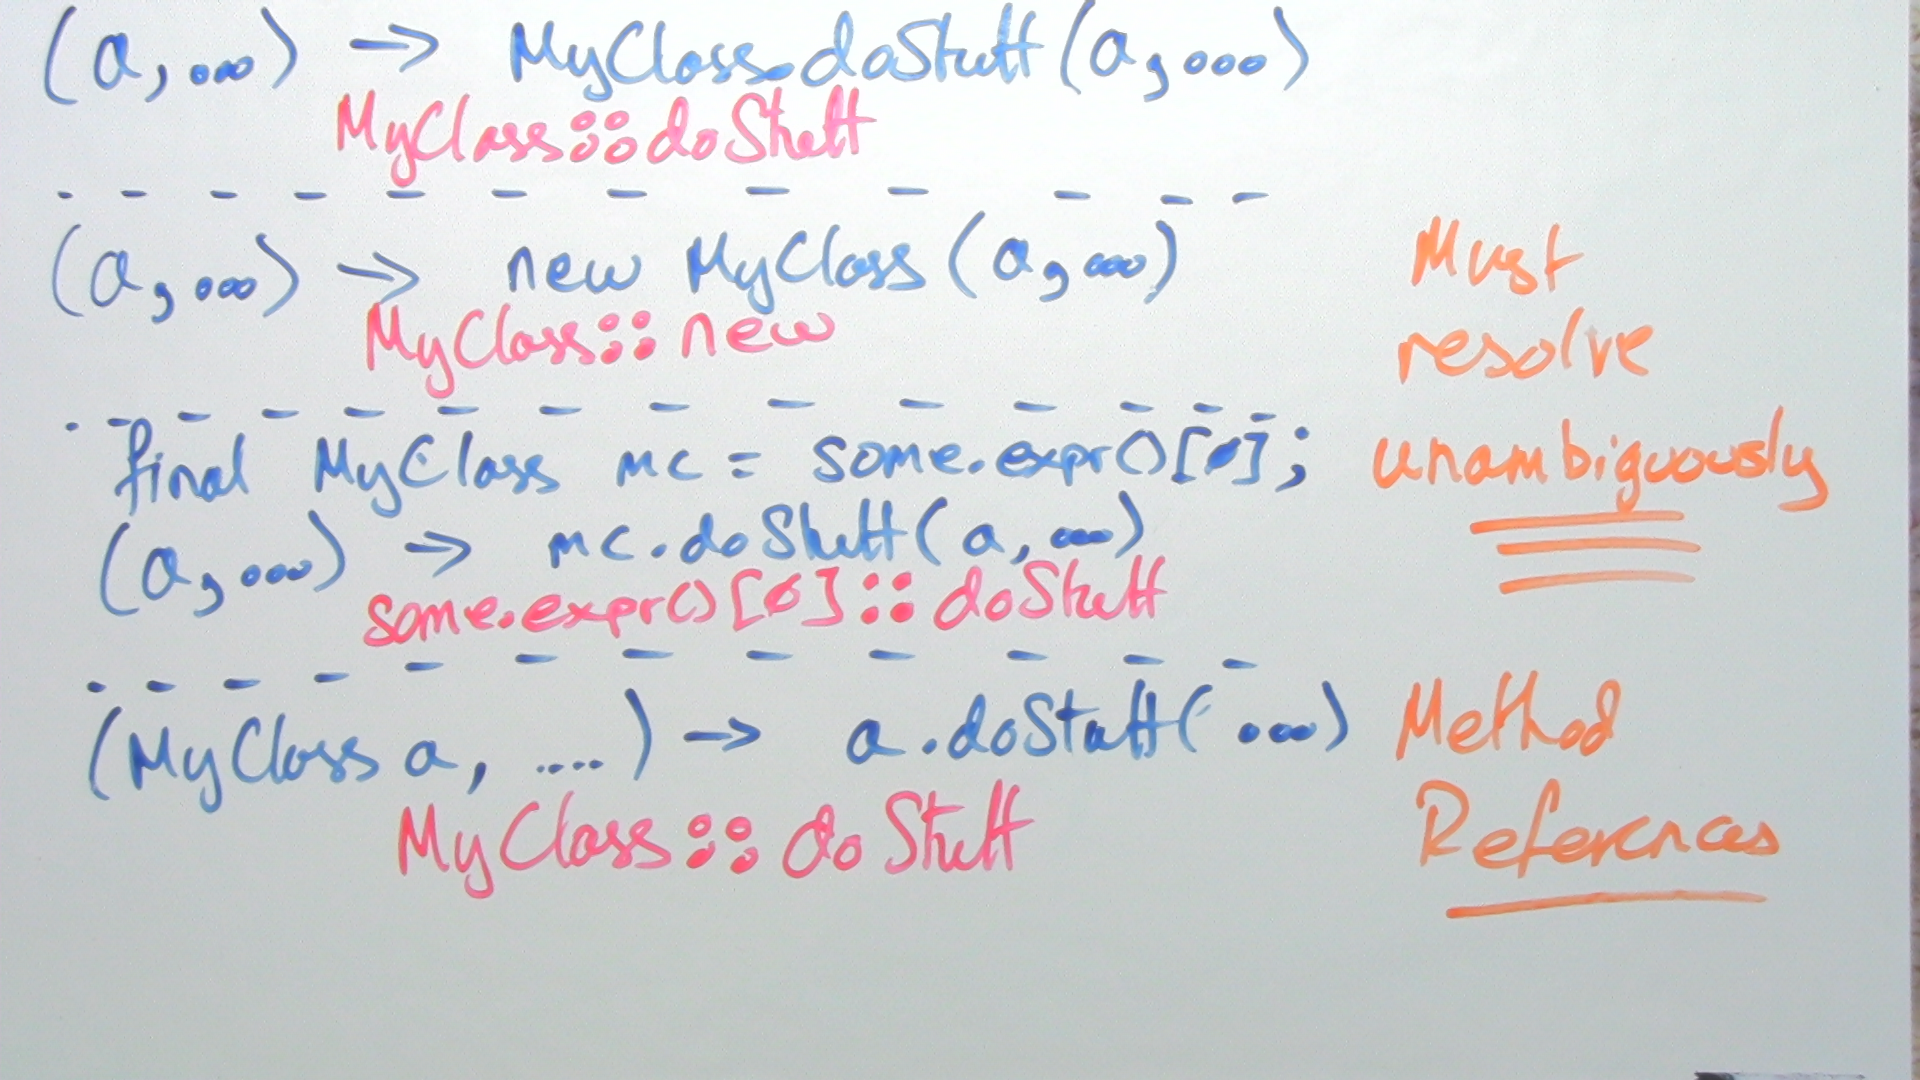 (a, ...) → MyClass.doStuff(a, ...)
MyClass::doStuff
(a, ...) → new MyClass(a, ...)
MyClass::new
final MyClass mc = some.expr()[0];
(a, ...) → mc.doStuff(a, ...)
some.expr()[0]::doStuff
(MyClass a, ....) → a.doStuff( ...)
MyClass::doStuff
Must
resolve
unambiguously
Method
References